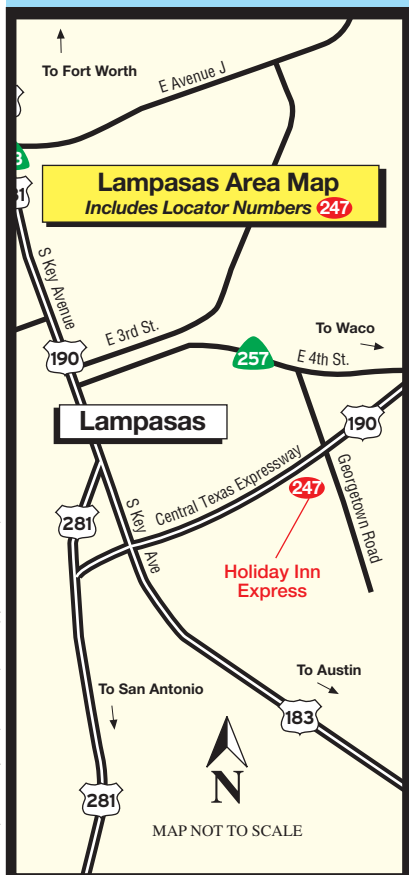 To Fort Worth
E Avenue J
Lampasas Area Map
Includes Locator Numbers 247
S Key Avenue
E 3rd St.
To Waco
190
257
E 4th St.
Lampasas
190
Central Texas Expressway
Georgetown Road
281
S Key Ave
247
Holiday Inn
Express
To Austin
To San Antonio
183
N
281
MAP NOT TO SCALE